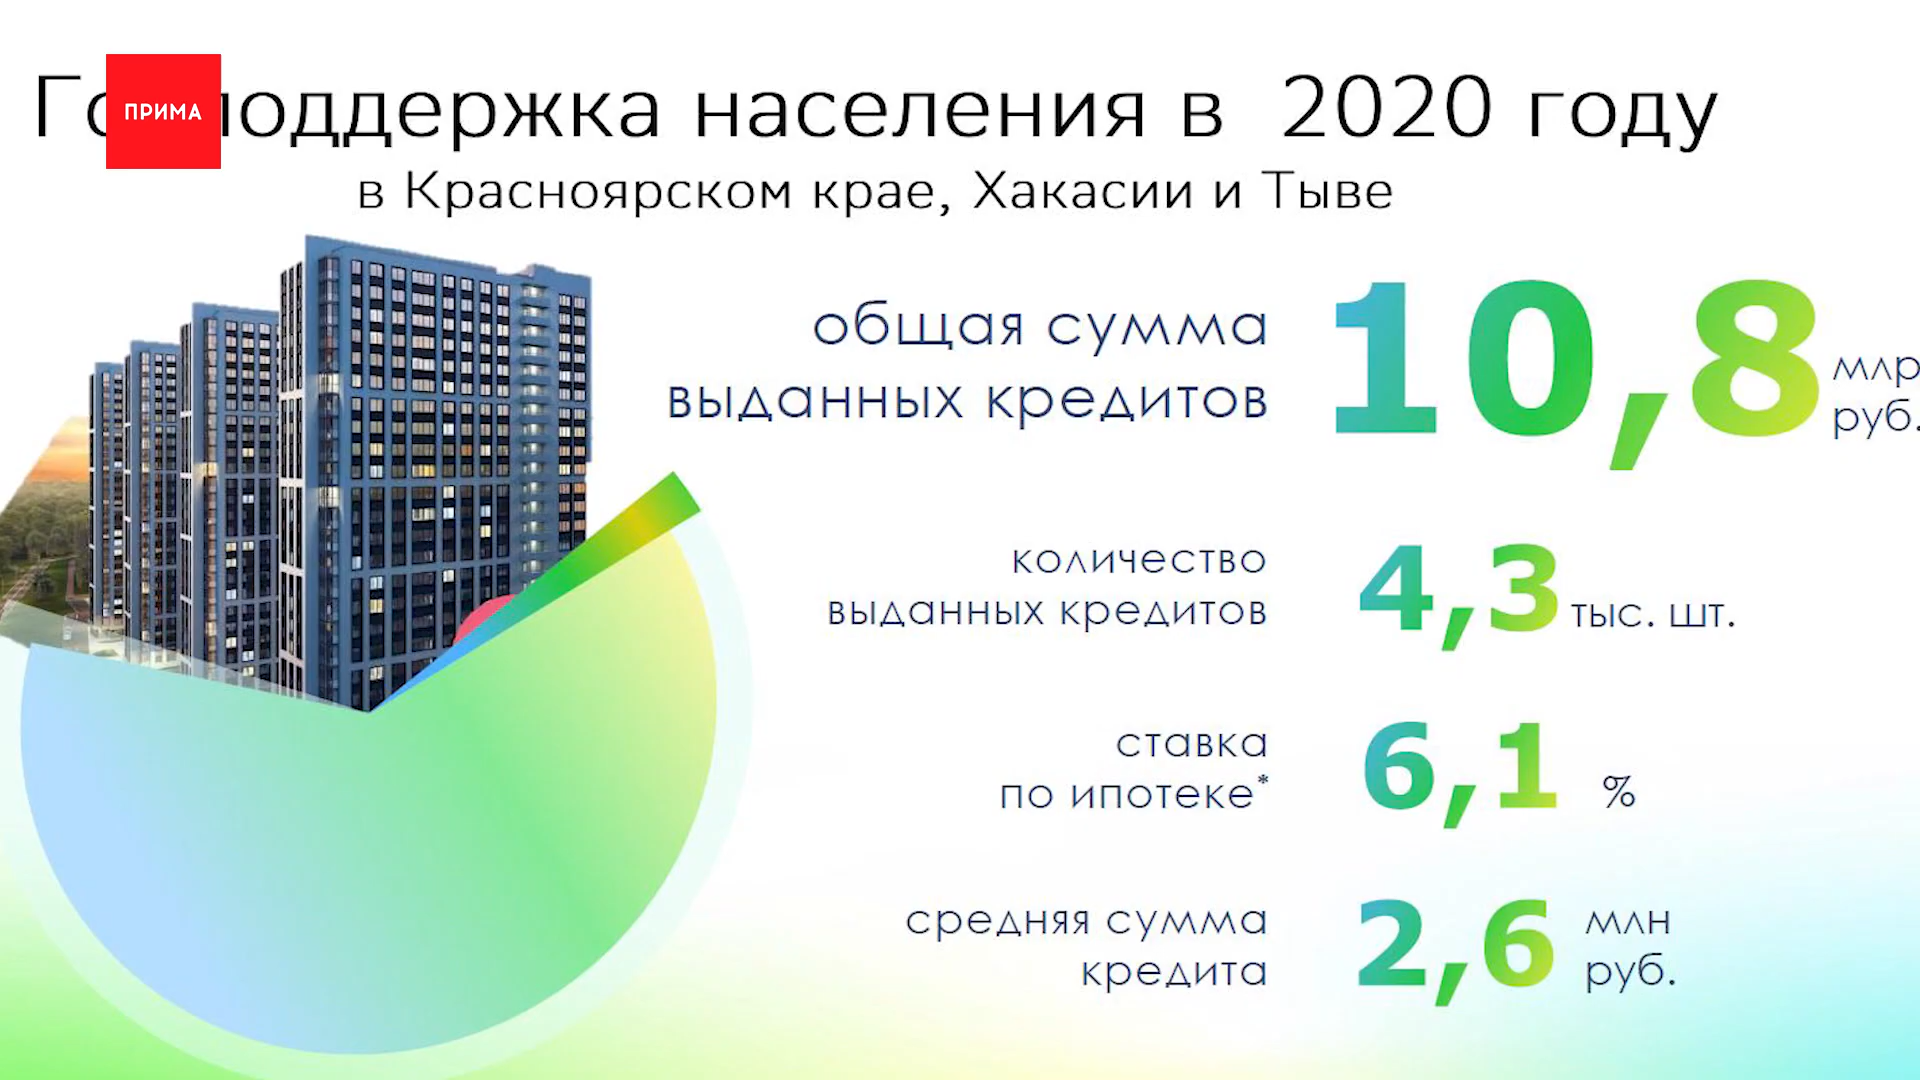 ПРИМА
населения в 2020 году
в Красноярском крае, Хакасии и Тыве
общая сумма
выданных кредитов
10,8
млр
руб.
количество
выданных кредитов
4,3 тыс. шт.
ставка
по ипотеке*
6,1 %
средняя сумма
кредита
2,6
млн
руб.